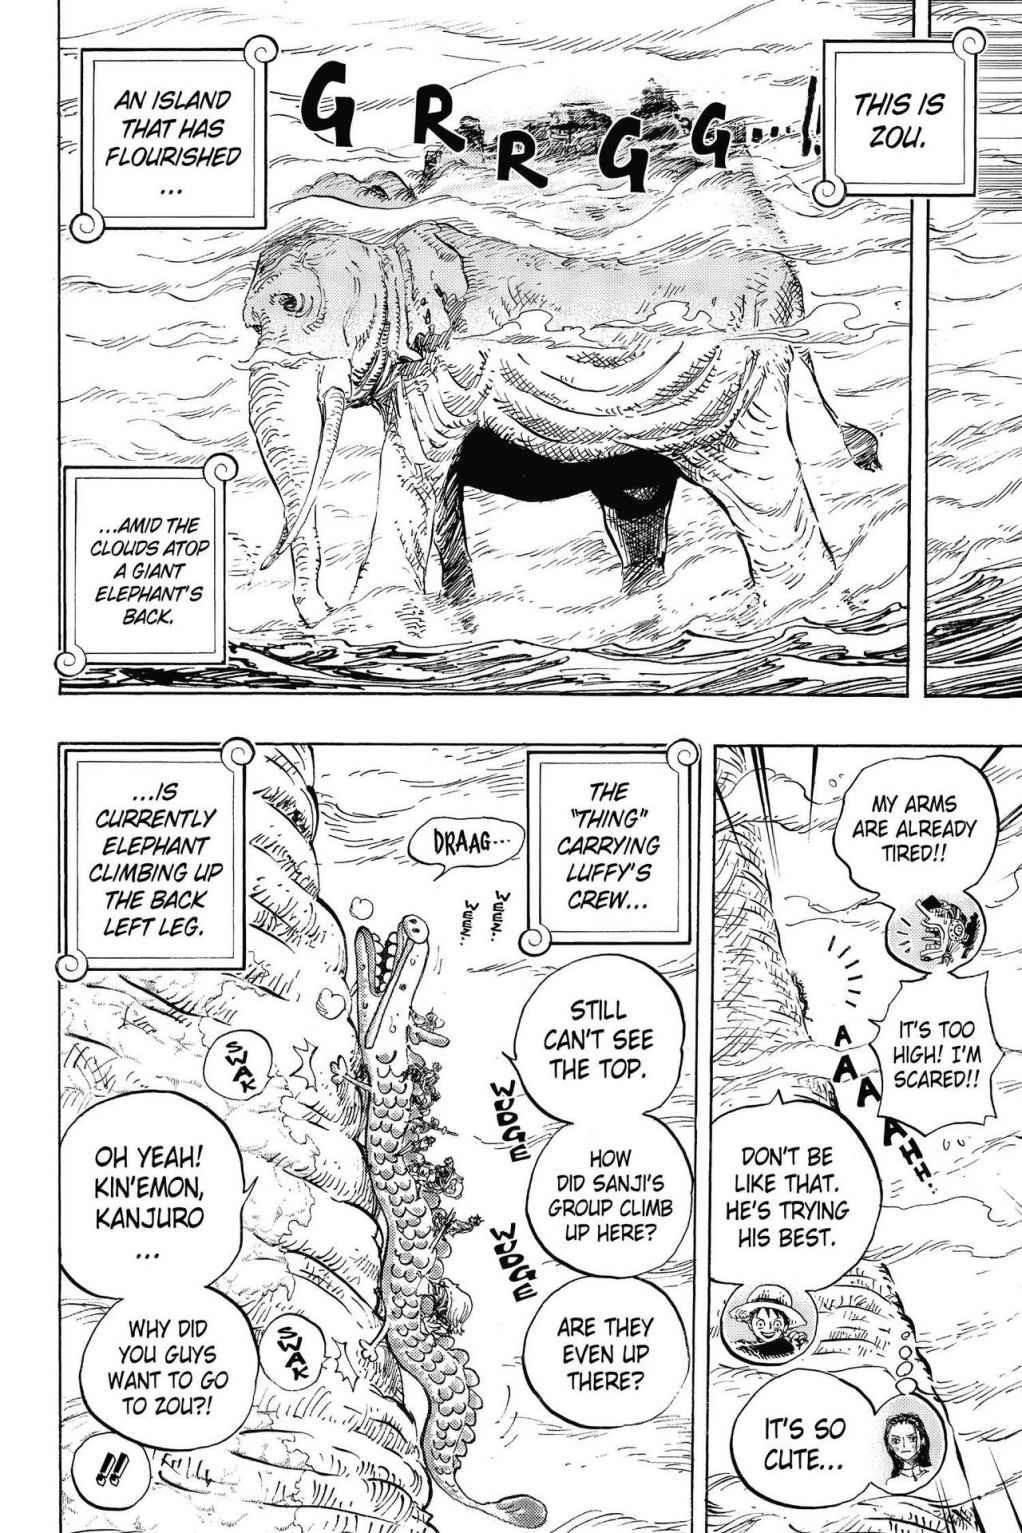 THIS IS
ZOU.
GRRGG...!!
AN ISLAND
THAT HAS
FLOURISHED
...
...AMID THE
CLOUDS ATOP
A GIANT
ELEPHANT'S
BACK.
MY ARMS
ARE ALREADY
TIRED!!
IT'S TOO
HIGH! I'M
SCARED!!
AAAAHH!..
DON'T BE
LIKE THAT.
HE'S TRYING
HIS BEST.
IT'S SO
CUTE...
THE
"THING"
CARRYING
LUFFY'S
CREW...
DRAAG...
STILL
CAN'T SEE
THE TOP.
WUDGE
HOW
DID SANJI'S
GROUP CLIMB
UP HERE?
WUDGE
ARE THEY
EVEN UP
THERE?
...IS
CURRENTLY
ELEPHANT
CLIMBING UP
THE BACK
LEFT LEG.
SWAK
OH YEAH!
KIN'EMON,
KANJURO
...
WHY DID
YOU GUYS
WANT TO GO
TO ZOU?!
SWAK
!!